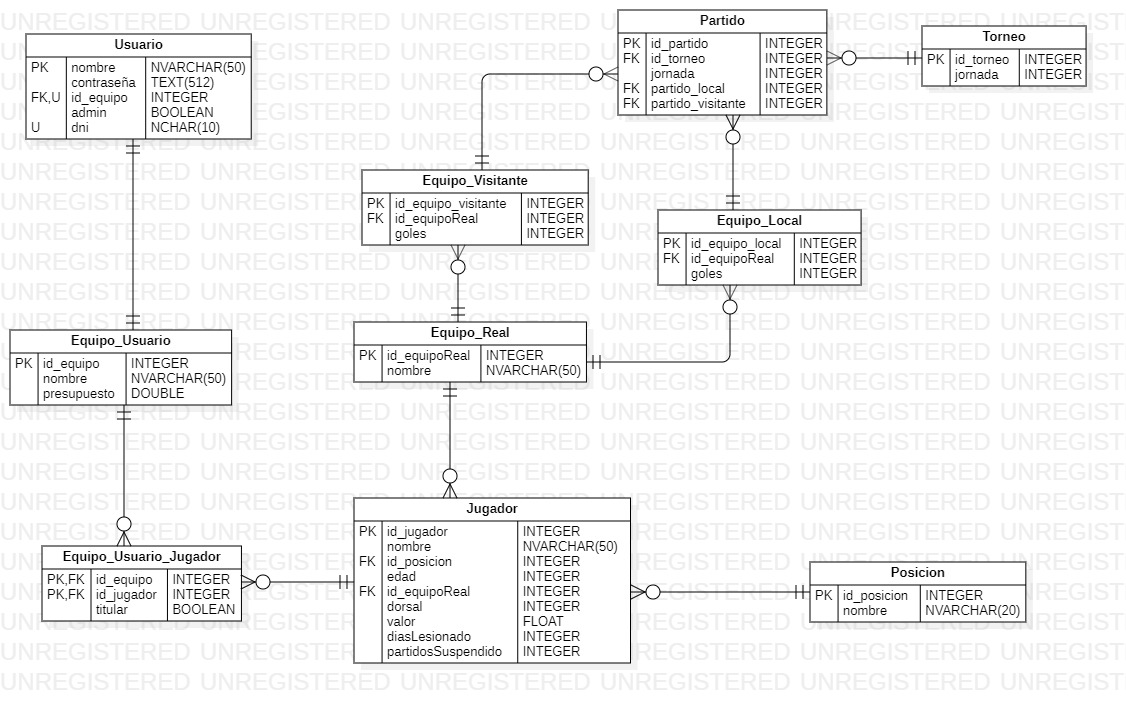 Usuario
PK nombre NVARCHAR(50)
contraseña TEXT(512)
FK,U id_equipo INTEGER
admin BOOLEAN
U dni NCHAR(10)
Partido
PK id_partido INTEGER
FK id_torneo INTEGER
jornada INTEGER
FK partido_local INTEGER
FK partido_visitante INTEGER
Torneo
PK id_torneo INTEGER
jornada INTEGER
Equipo_Visitante
PK id_equipo_visitante INTEGER
FK id_equipoReal INTEGER
goles INTEGER
Equipo_Local
PK id_equipo_local INTEGER
FK id_equipoReal INTEGER
goles INTEGER
Equipo_Usuario
PK id_equipo INTEGER
nombre NVARCHAR(50)
presupuesto DOUBLE
Equipo_Real
PK id_equipoReal INTEGER
nombre NVARCHAR(50)
Equipo_Usuario_Jugador
PK,FK id_equipo INTEGER
PK,FK id_jugador INTEGER
titular BOOLEAN
Jugador
PK id_jugador INTEGER
nombre NVARCHAR(50)
FK id_posicion INTEGER
edad INTEGER
FK id_equipoReal INTEGER
dorsal INTEGER
valor FLOAT
diasLesionado INTEGER
partidosSuspendido INTEGER
Posicion
PK id_posicion INTEGER
nombre NVARCHAR(20)
UNREGISTERED UNREGISTERED UNREGISTERED UNREGISTERED UNREGISTERED